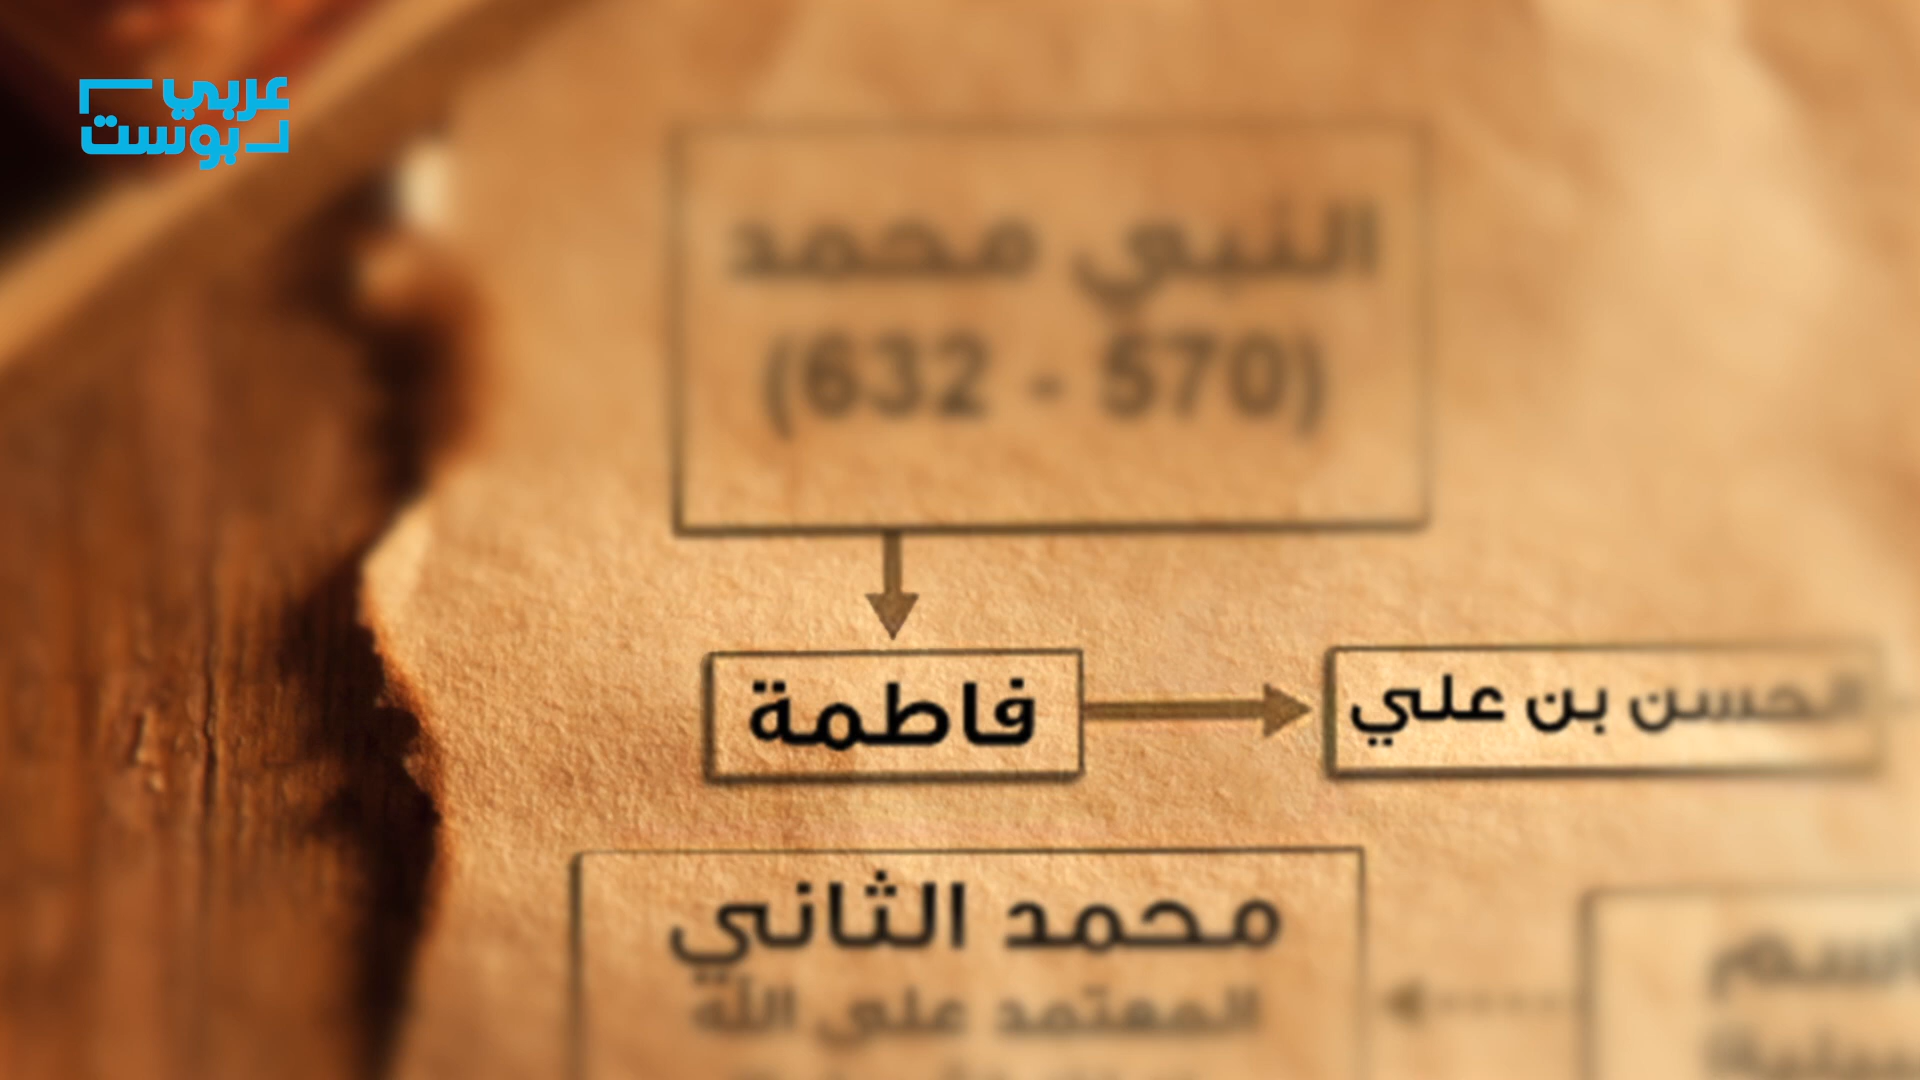 عربي
بوست
النبي محمد
(570 - 632)
فاطمة
الحسن بن علي
محمد الثاني
المعتمد على الله